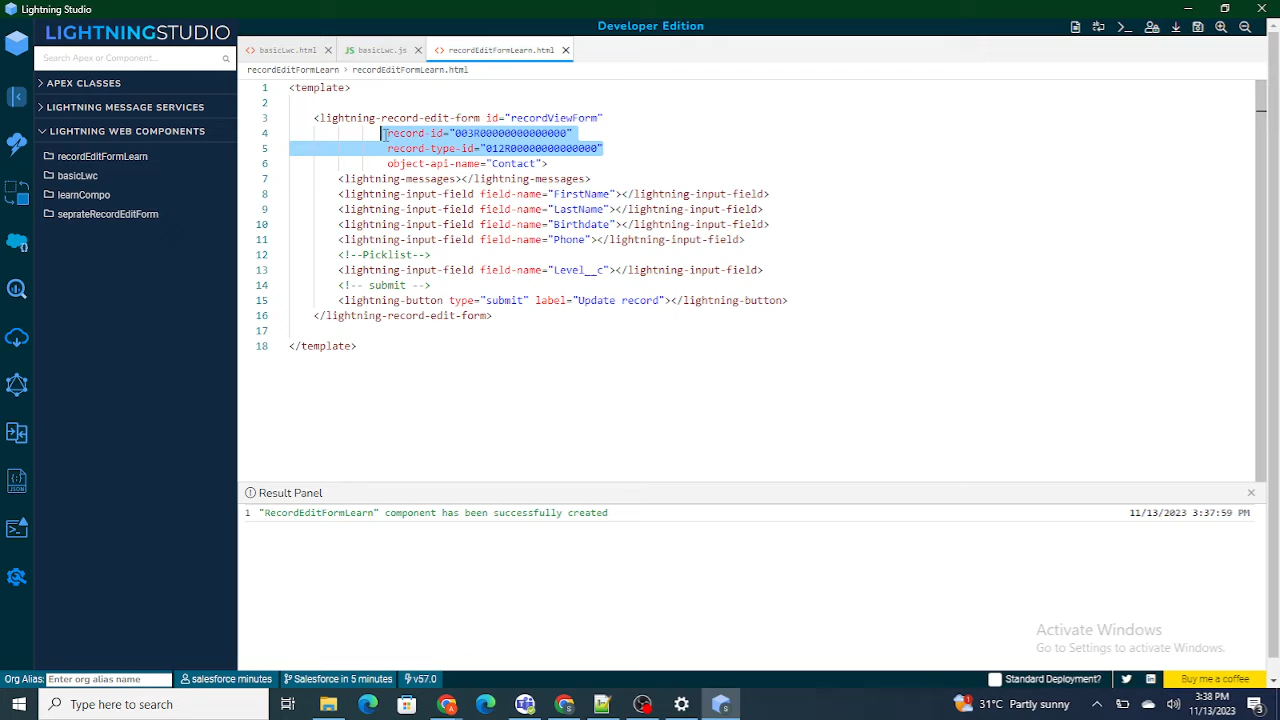 LIGHTNINGSTUDIO
Developer Edition
Search Apex or Component...
APEX CLASSES
LIGHTNING MESSAGE SERVICES
LIGHTNING WEB COMPONENTS
recordEditFormLearn
basicLwc
learnCompo
seprateRecordEditForm
basicLwc.html
JS basicLwc.js
recordEditFormLearn.html
recordEditFormLearn > recordEditFormLearn.html
1 <template>
2
3 <lightning-record-edit-form id="recordViewForm"
4 record-id="003R00000000000000"
5 record-type-id="012R00000000000000"
6 object-api-name="Contact">
7 <lightning-messages></lightning-messages>
8 <lightning-input-field field-name="FirstName"></lightning-input-field>
9 <lightning-input-field field-name="LastName"></lightning-input-field>
10 <lightning-input-field field-name="Birthdate"></lightning-input-field>
11 <lightning-input-field field-name="Phone"></lightning-input-field>
12 <!--Picklist-->
13 <lightning-input-field field-name="Level__c"></lightning-input-field>
14 <!-- submit -->
15 <lightning-button type="submit" label="Update record"></lightning-button>
16 </lightning-record-edit-form>
17
18 </template>
Result Panel
1 "RecordEditFormLearn" component has been successfully created 11/13/2023 3:37:59 PM
Activate Windows
Go to Settings to activate Windows.
JSON
Org Alias: Enter org alias name salesforce minutes Salesforce in 5 minutes v57.0 Standard Deployment? Buy me a coffee
Type here to search 31°C Partly sunny 3:38 PM
11/13/2023 3